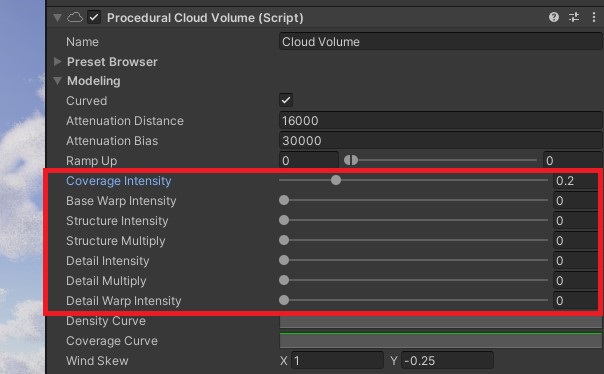 Procedural Cloud Volume (Script)
Name Cloud Volume
Preset Browser
Modeling
Curved
Attenuation Distance 16000
Attenuation Bias 30000
Ramp Up 0 0
Coverage Intensity 0.2
Base Warp Intensity 0
Structure Intensity 0
Structure Multiply 0
Detail Intensity 0
Detail Multiply 0
Detail Warp Intensity 0
Density Curve
Coverage Curve
Wind Skew X 1 Y -0.25